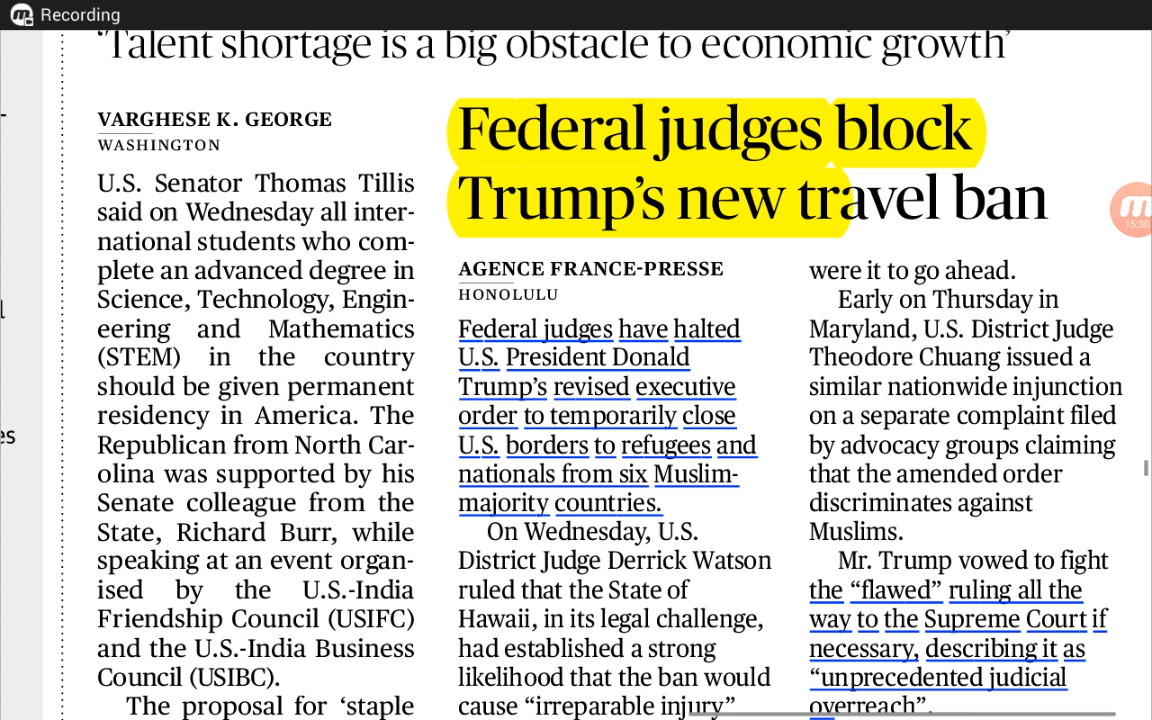 Recording
‘Talent shortage is a big obstacle to economic growth’
VARGHESE K. GEORGE
WASHINGTON
U.S. Senator Thomas Tillis
said on Wednesday all inter-
national students who com-
plete an advanced degree in
Science, Technology, Engin-
eering and Mathematics
(STEM) in the country
should be given permanent
residency in America. The
Republican from North Car-
olina was supported by his
Senate colleague from the
State, Richard Burr, while
speaking at an event organ-
ised by the U.S.-India
Friendship Council (USIFC)
and the U.S.-India Business
Council (USIBC).
The proposal for ‘staple
Federal judges block
Trump’s new travel ban
AGENCE FRANCE-PRESSE
HONOLULU
Federal judges have halted
U.S. President Donald
Trump’s revised executive
order to temporarily close
U.S. borders to refugees and
nationals from six Muslim-
majority countries.
On Wednesday, U.S.
District Judge Derrick Watson
ruled that the State of
Hawaii, in its legal challenge,
had established a strong
likelihood that the ban would
cause “irreparable injury”
were it to go ahead.
Early on Thursday in
Maryland, U.S. District Judge
Theodore Chuang issued a
similar nationwide injunction
on a separate complaint filed
by advocacy groups claiming
that the amended order
discriminates against
Muslims.
Mr. Trump vowed to fight
the “flawed” ruling all the
way to the Supreme Court if
necessary, describing it as
“unprecedented judicial
overreach”.
15:30
es